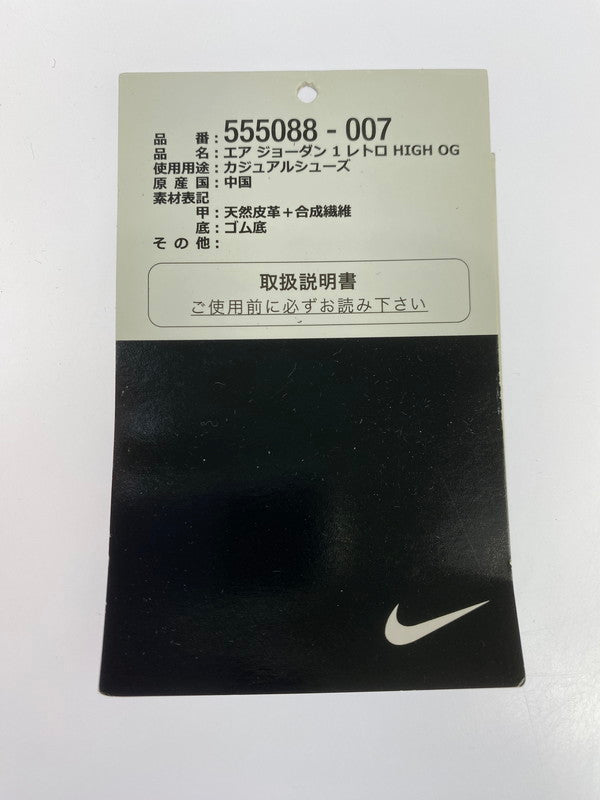 品番：555088 - 007
品名：エア ジョーダン 1 レトロ HIGH OG
使用用途：カジュアルシューズ
原産国：中国
素材表記
甲：天然皮革＋合成繊維
底：ゴム底
その他：
取扱説明書
ご使用前に必ずお読み下さい